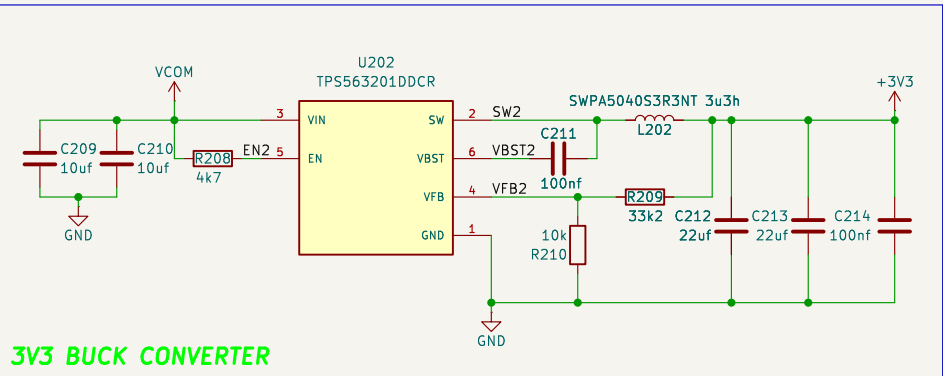 U202
TPS563201DDCR
VCOM
+3V3
SWPA5040S3R3NT 3u3h
3 VIN SW 2 SW2
L202
C209 10uf
C210 10uf
R208 4k7
EN2 5 EN
VBST 6 VBST2
C211
100nf
VFB 4 VFB2
R209
33k2
GND
GND 1
10k
R210
C212 22uf
C213 22uf
C214 100nf
GND
3V3 BUCK CONVERTER